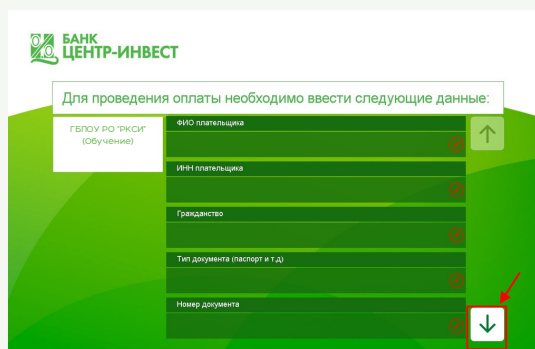 БАНК
ЦЕНТР-ИНВЕСТ
Для проведения оплаты необходимо ввести следующие данные:
ГБПОУ РО "РКСИ"
(Обучение)
ФИО плательщика
ИНН плательщика
Гражданство
Тип документа (паспорт и т.д)
Номер документа